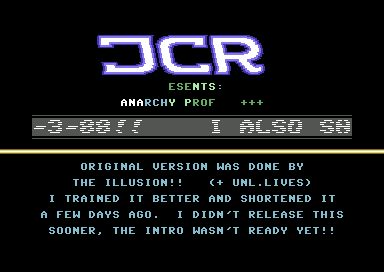 JCR
ESENTS:
ANARCHY PROF   +++
-3-88!!    I ALSO SA
ORIGINAL VERSION WAS DONE BY
THE ILLUSION!!   (+ UNL.LIVES)
I TRAINED IT BETTER AND SHORTENED IT
A FEW DAYS AGO.  I DIDN'T RELEASE THIS
SOONER, THE INTRO WASN'T READY YET!!